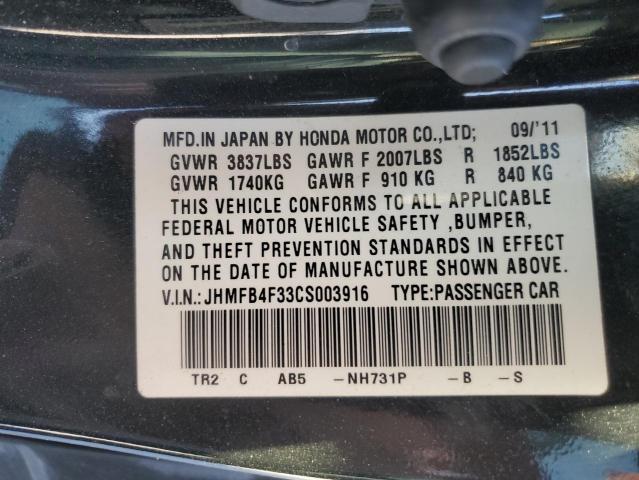 MFD.IN JAPAN BY HONDA MOTOR CO.,LTD; 09/'11
GVWR 3837LBS GAWR F 2007LBS R 1852LBS
GVWR 1740KG GAWR F 910 KG R 840 KG
THIS VEHICLE CONFORMS TO ALL APPLICABLE
FEDERAL MOTOR VEHICLE SAFETY ,BUMPER,
AND THEFT PREVENTION STANDARDS IN EFFECT
ON THE DATE OF MANUFACTURE SHOWN ABOVE.
V.I.N.: JHMFB4F33CS003916 TYPE:PASSENGER CAR
TR2 C AB5 -NH731P -B -S